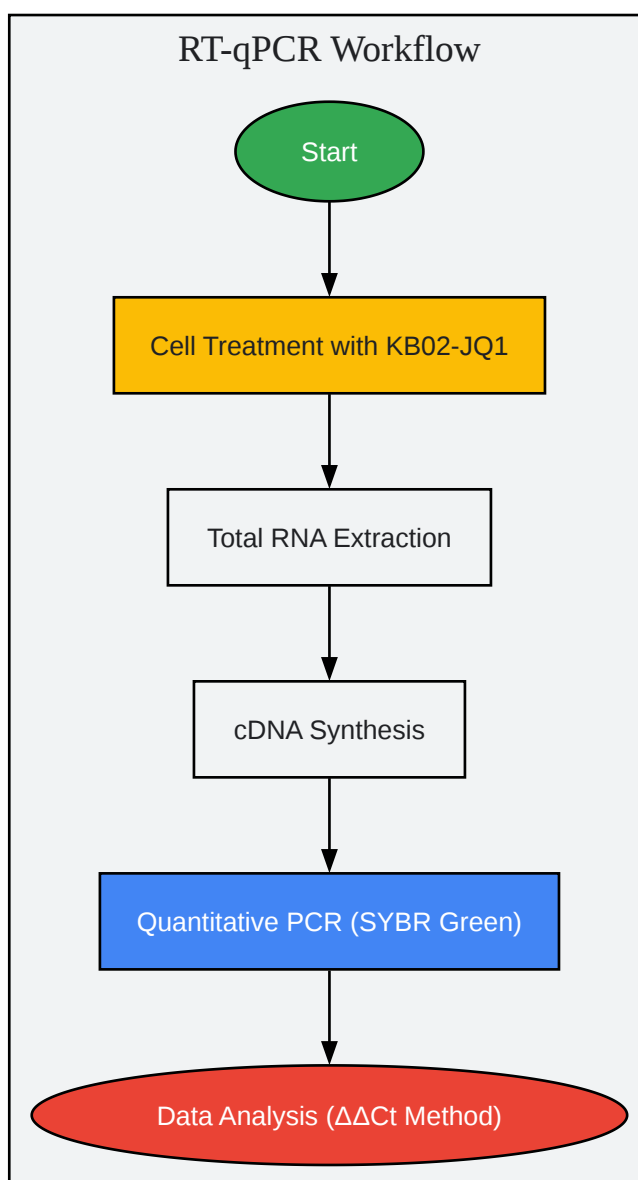 RT-qPCR Workflow
Start
Cell Treatment with KB02-JQ1
Total RNA Extraction
cDNA Synthesis
Quantitative PCR (SYBR Green)
Data Analysis (ΔΔCt Method)